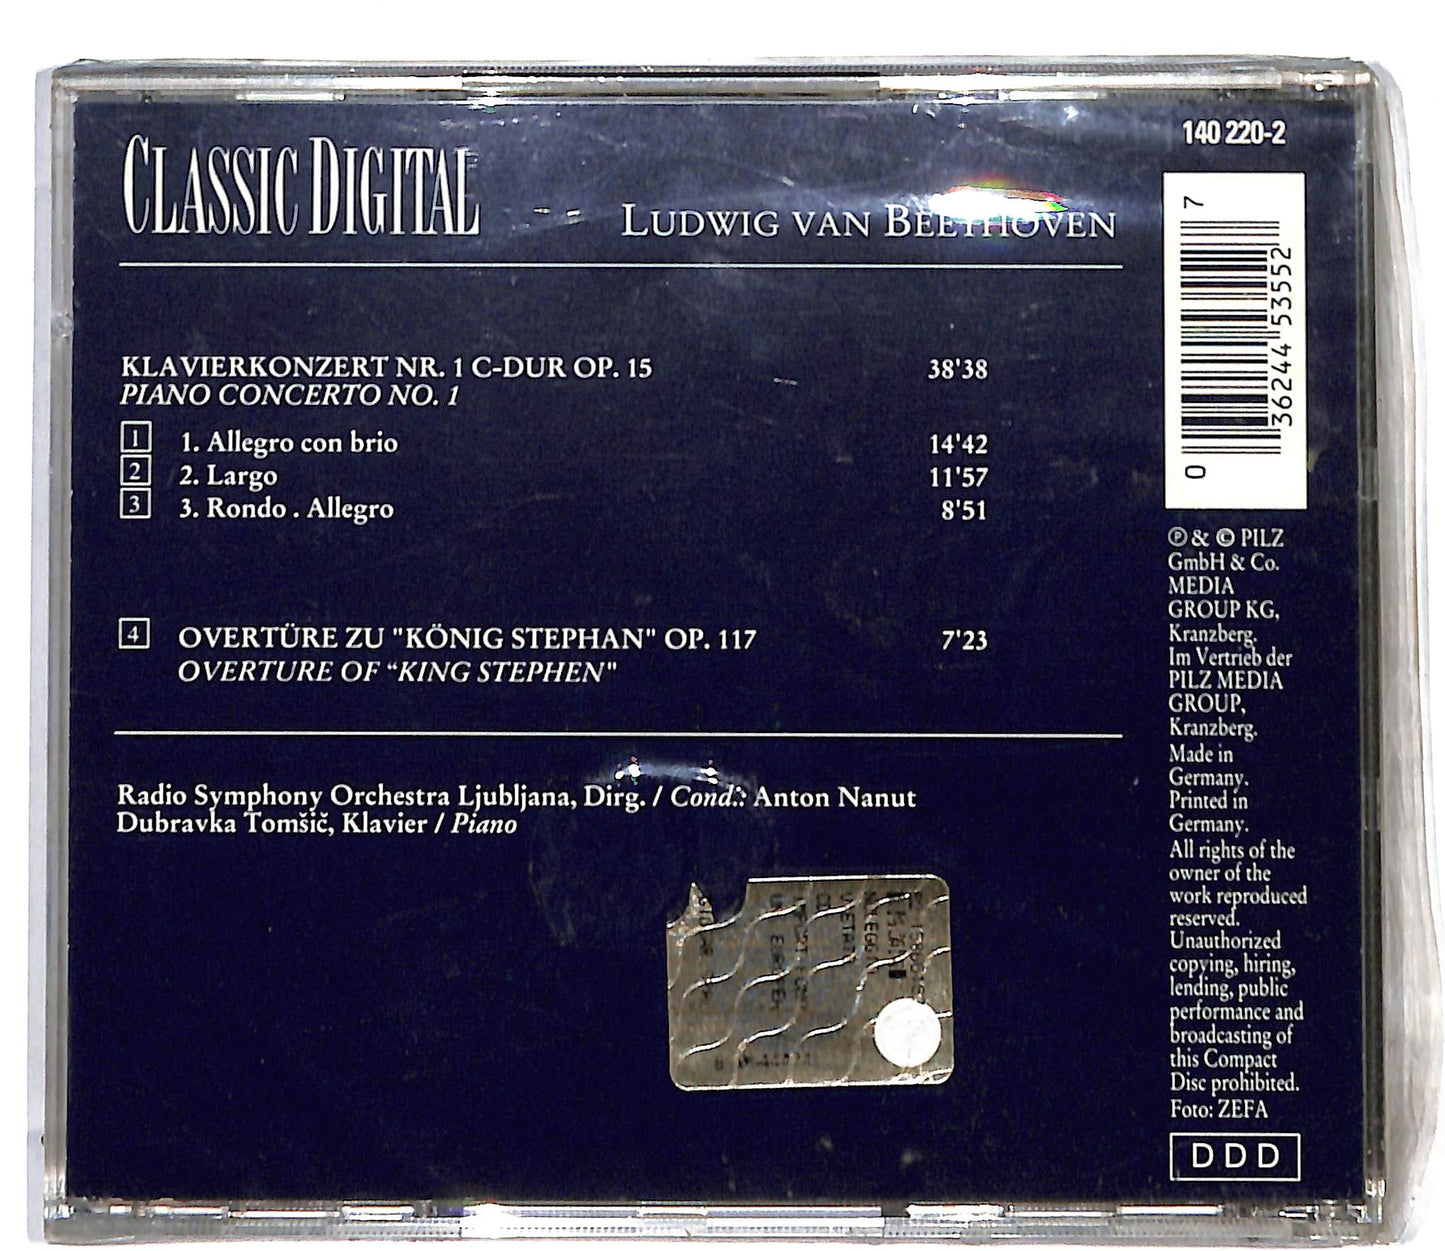 CLASSIC DIGITAL
LUDWIG VAN BEETHOVEN
KLAVIERKONZERT NR. 1 C-DUR OP. 15 38'38
PIANO CONCERTO NO. 1
1 1. Allegro con brio 14'42
2 2. Largo 11'57
3 3. Rondo . Allegro 8'51
4 OVERTÜRE ZU "KÖNIG STEPHAN" OP. 117 7'23
OVERTURE OF “KING STEPHEN"
Radio Symphony Orchestra Ljubljana, Dirg. / Cond.: Anton Nanut
Dubravka Tomšič, Klavier / Piano
140 220-2
0 36244 53552 7
℗ & © PILZ
GmbH & Co.
MEDIA
GROUP KG,
Kranzberg.
Im Vertrieb der
PILZ MEDIA
GROUP,
Kranzberg.
Made in
Germany.
Printed in
Germany.
All rights of the
owner of the
work reproduced
reserved.
Unauthorized
copying, hiring,
lending, public
performance and
broadcasting of
this Compact
Disc prohibited.
Foto: ZEFA
DDD